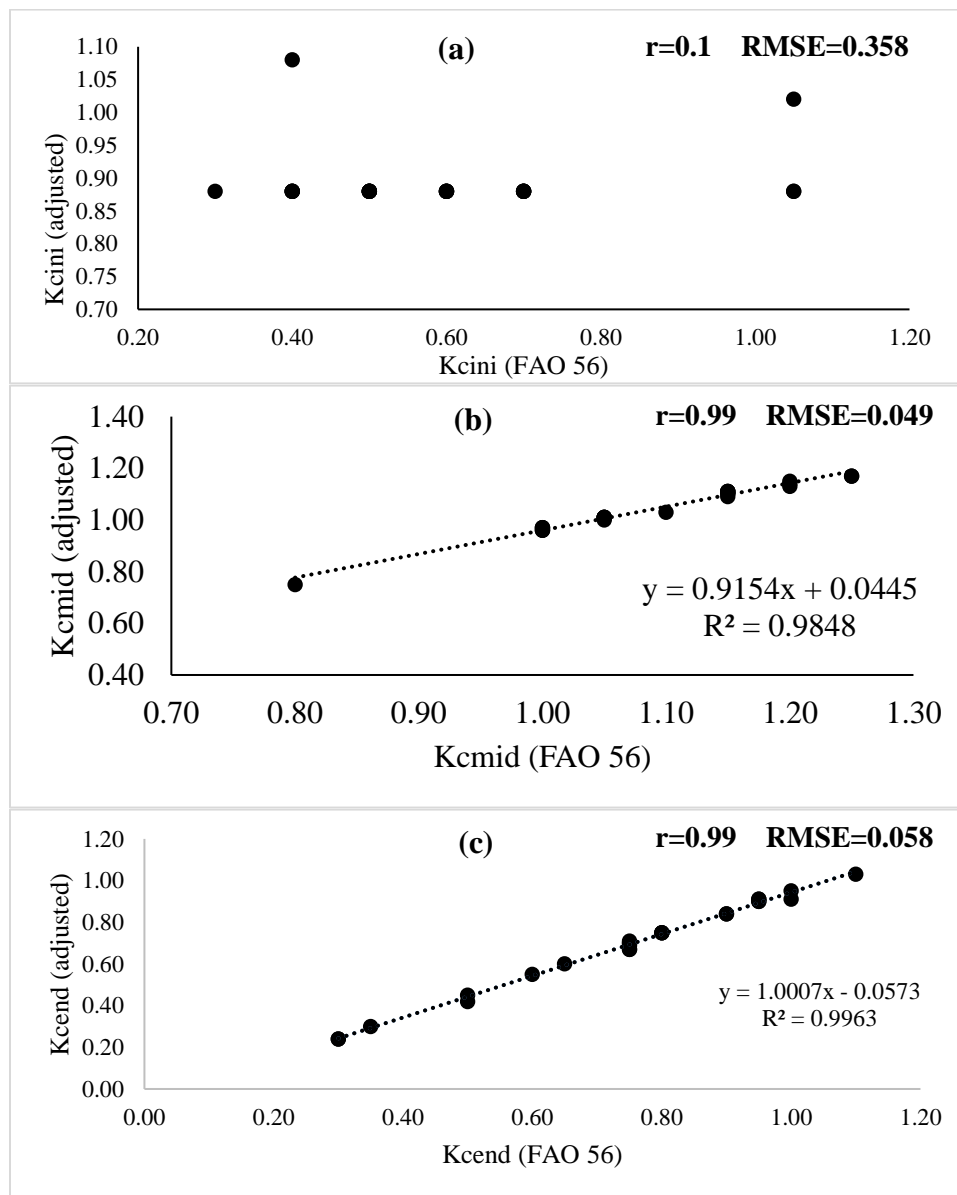 (a) r=0.1 RMSE=0.358
Kcini (adjusted)
1.10
1.05
1.00
0.95
0.90
0.85
0.80
0.75
0.70
0.20 0.40 0.60 0.80 1.00 1.20
Kcini (FAO 56)
(b) r=0.99 RMSE=0.049
Kcmid (adjusted)
1.40
1.20
1.00
0.80
0.60
0.40
y = 0.9154x + 0.0445
R² = 0.9848
0.70 0.80 0.90 1.00 1.10 1.20 1.30
Kcmid (FAO 56)
(c) r=0.99 RMSE=0.058
Kcend (adjusted)
1.20
1.00
0.80
0.60
0.40
0.20
0.00
y = 1.0007x - 0.0573
R² = 0.9963
0.00 0.20 0.40 0.60 0.80 1.00 1.20
Kcend (FAO 56)